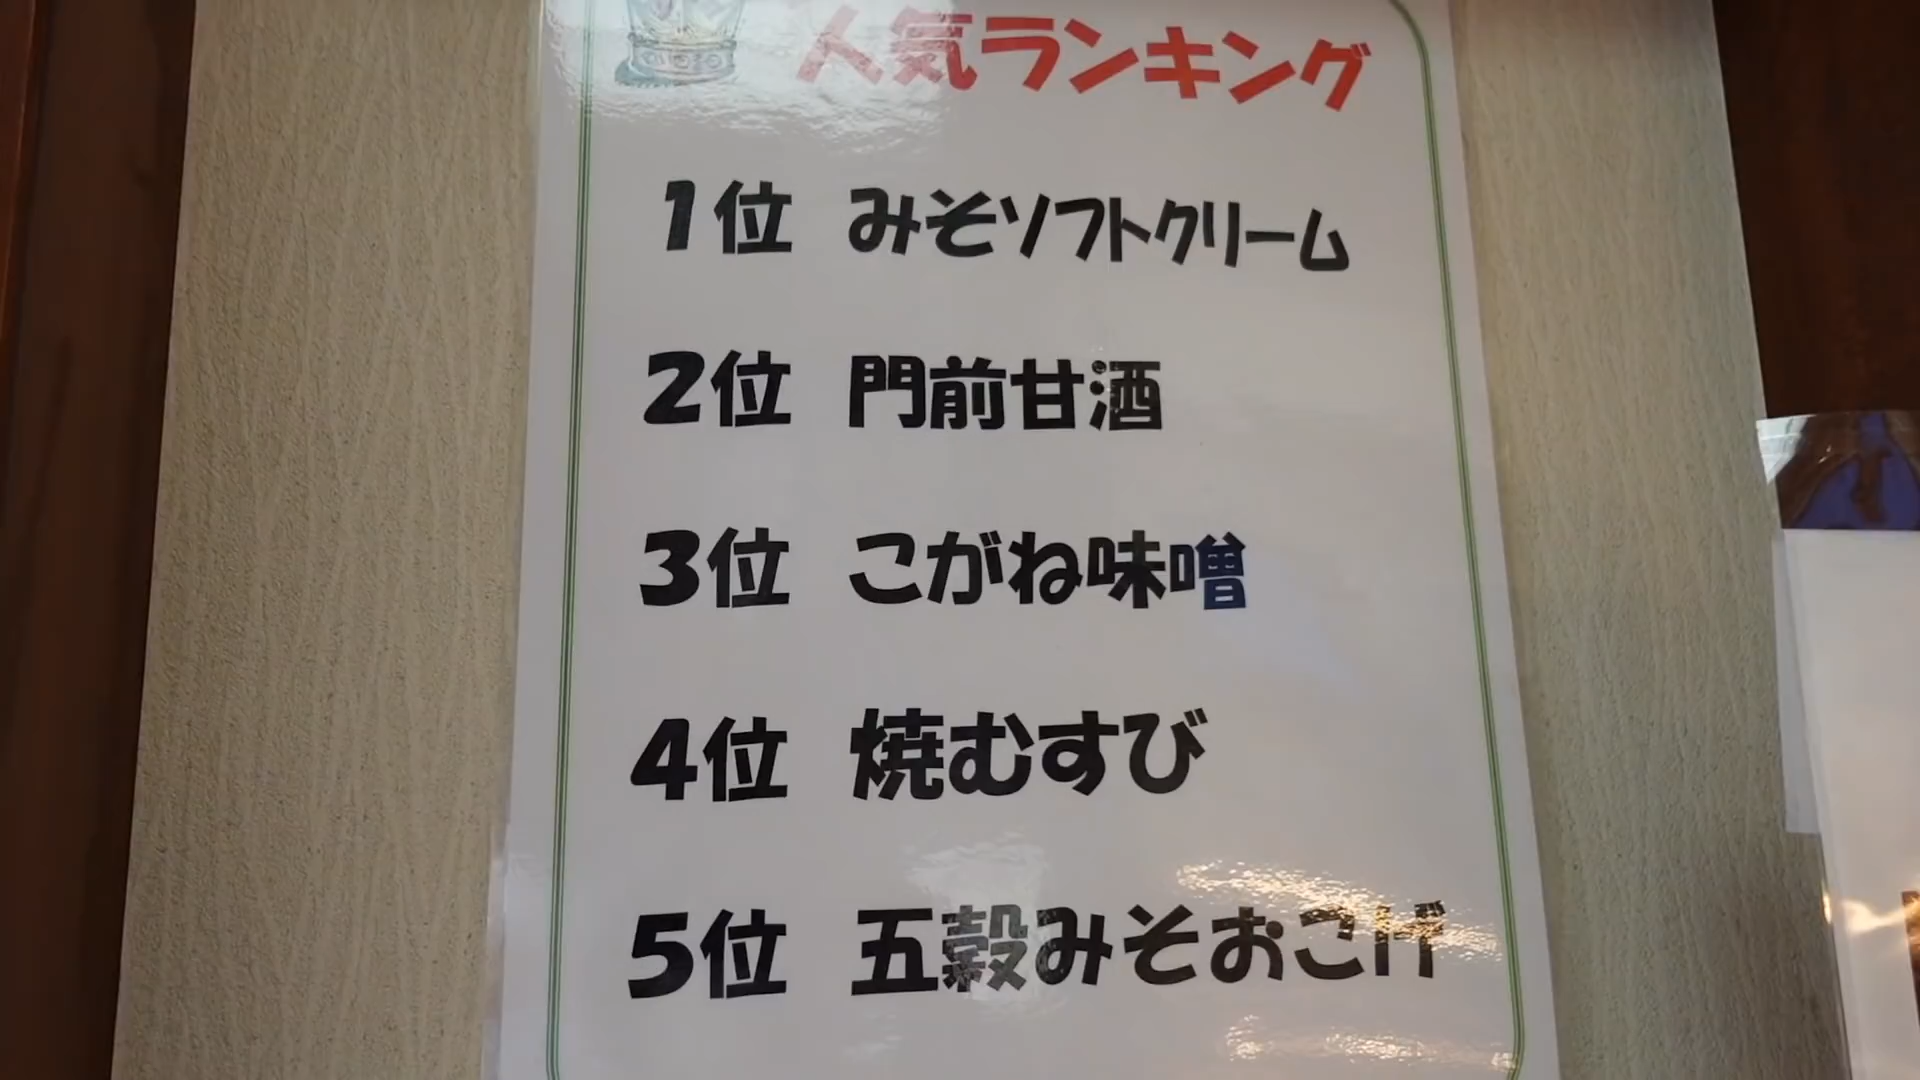 人気ランキング
1位 みそソフトクリーム
2位 門前甘酒
3位 こがね味噌
4位 焼むすび
5位 五穀みそおこげ